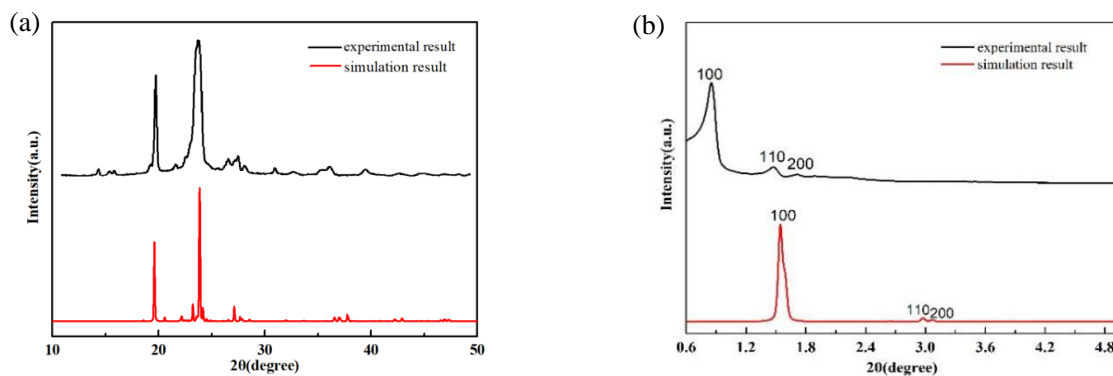 (a)
experimental result
simulation result
Intensity(a.u.)
10 20 30 40 50
2θ(degree)
(b)
experimental result
simulation result
100
110
200
100
110
200
Intensity(a.u.)
0.6 1.2 1.8 2.4 3.0 3.6 4.2 4.8
2θ(degree)